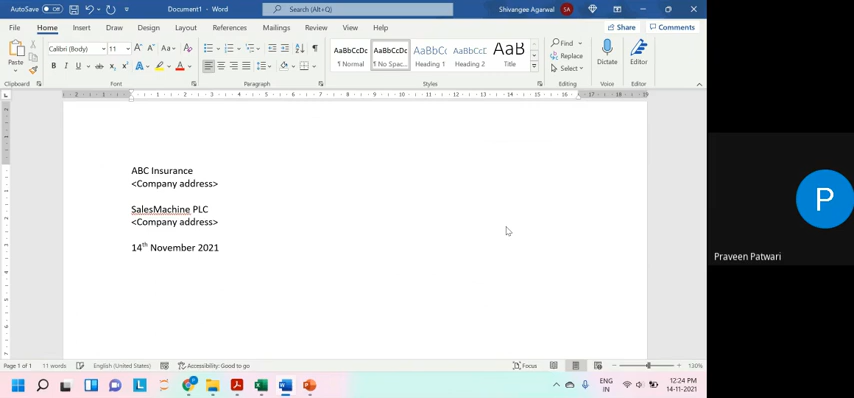 AutoSave Off Document1 - Word Search (Alt+Q) Shivangee Agarwal SA
File Home Insert Draw Design Layout References Mailings Review View Help Share Comments
Calibri (Body) 11 AaBbCcDc AaBbCcDc AaBbCc AaBbCcD AaB Find
Paste Replace Dictate Editor
B I U ab x₂ x² A A ¶ Normal ¶ No Spac... Heading 1 Heading 2 Title Select
Clipboard Font Paragraph Styles Editing Voice Editor
ABC Insurance
<Company address>
SalesMachine PLC
<Company address>
14th November 2021
P
Praveen Patwari
Page 1 of 1 11 words English (United States) Accessibility: Good to go Focus 130%
ENG
IN
12:24 PM
14-11-2021